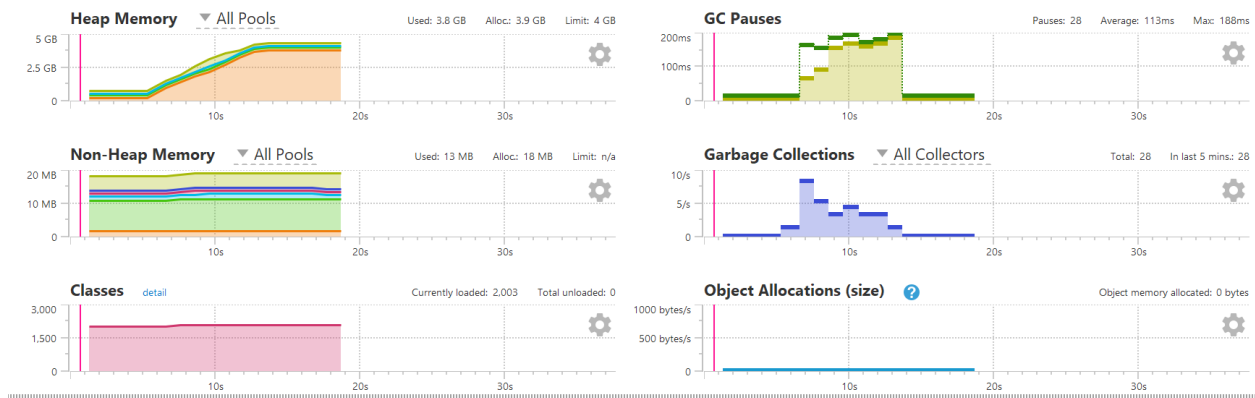 Heap Memory All Pools Used: 3.8 GB Alloc.: 3.9 GB Limit: 4 GB
5 GB
2.5 GB
0
10s 20s 30s
GC Pauses Pauses: 28 Average: 113ms Max: 188ms
200ms
100ms
0
10s 20s 30s
Non-Heap Memory All Pools Used: 13 MB Alloc.: 18 MB Limit: n/a
20 MB
10 MB
0
10s 20s 30s
Garbage Collections All Collectors Total: 28 In last 5 mins.: 28
10/s
5/s
0
10s 20s 30s
Classes detail Currently loaded: 2,003 Total unloaded: 0
3,000
1,500
0
10s 20s 30s
Object Allocations (size) ? Object memory allocated: 0 bytes
1000 bytes/s
500 bytes/s
0
10s 20s 30s